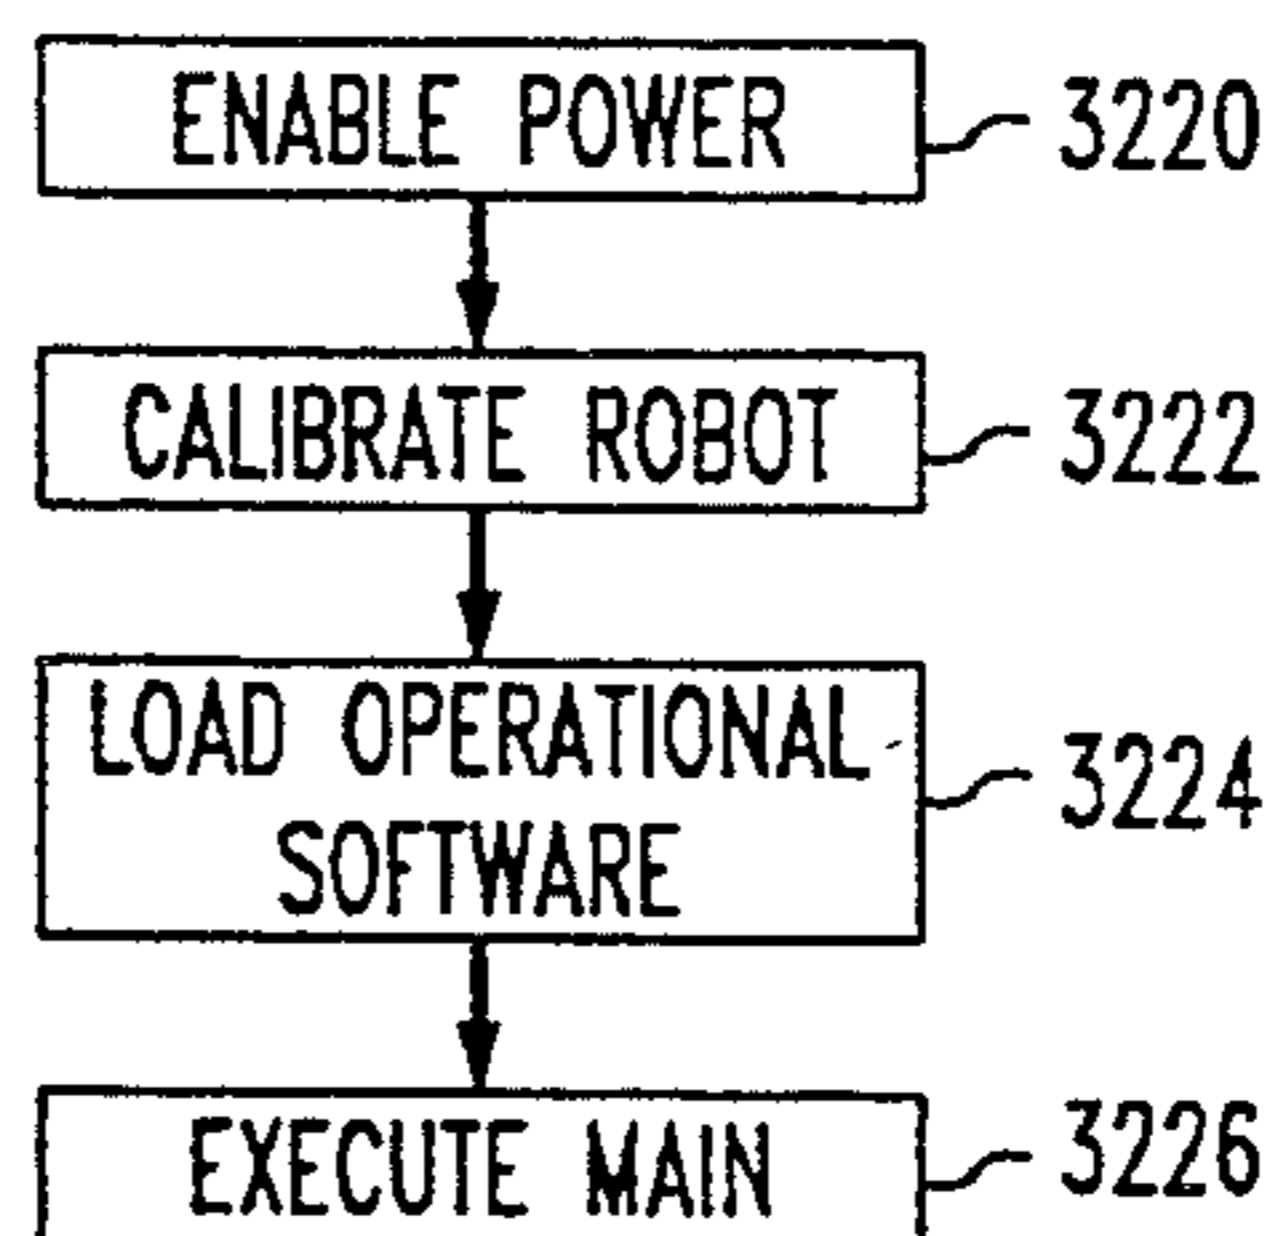 ENABLE POWER
3220
CALIBRATE ROBOT
3222
LOAD OPERATIONAL
SOFTWARE
3224
EXECUTE MAIN
3226